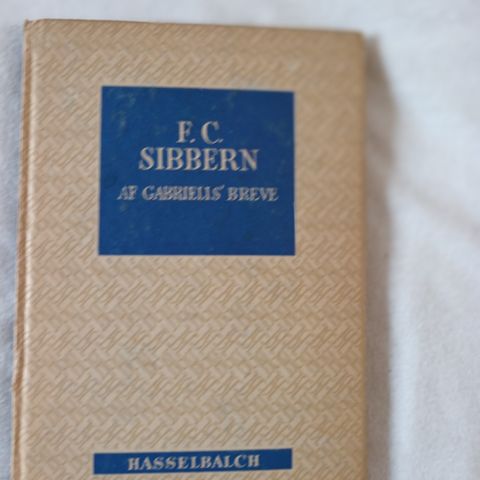 F. C.
SIBBERN
AF GABRIELIS' BREVE
HASSELBALCH